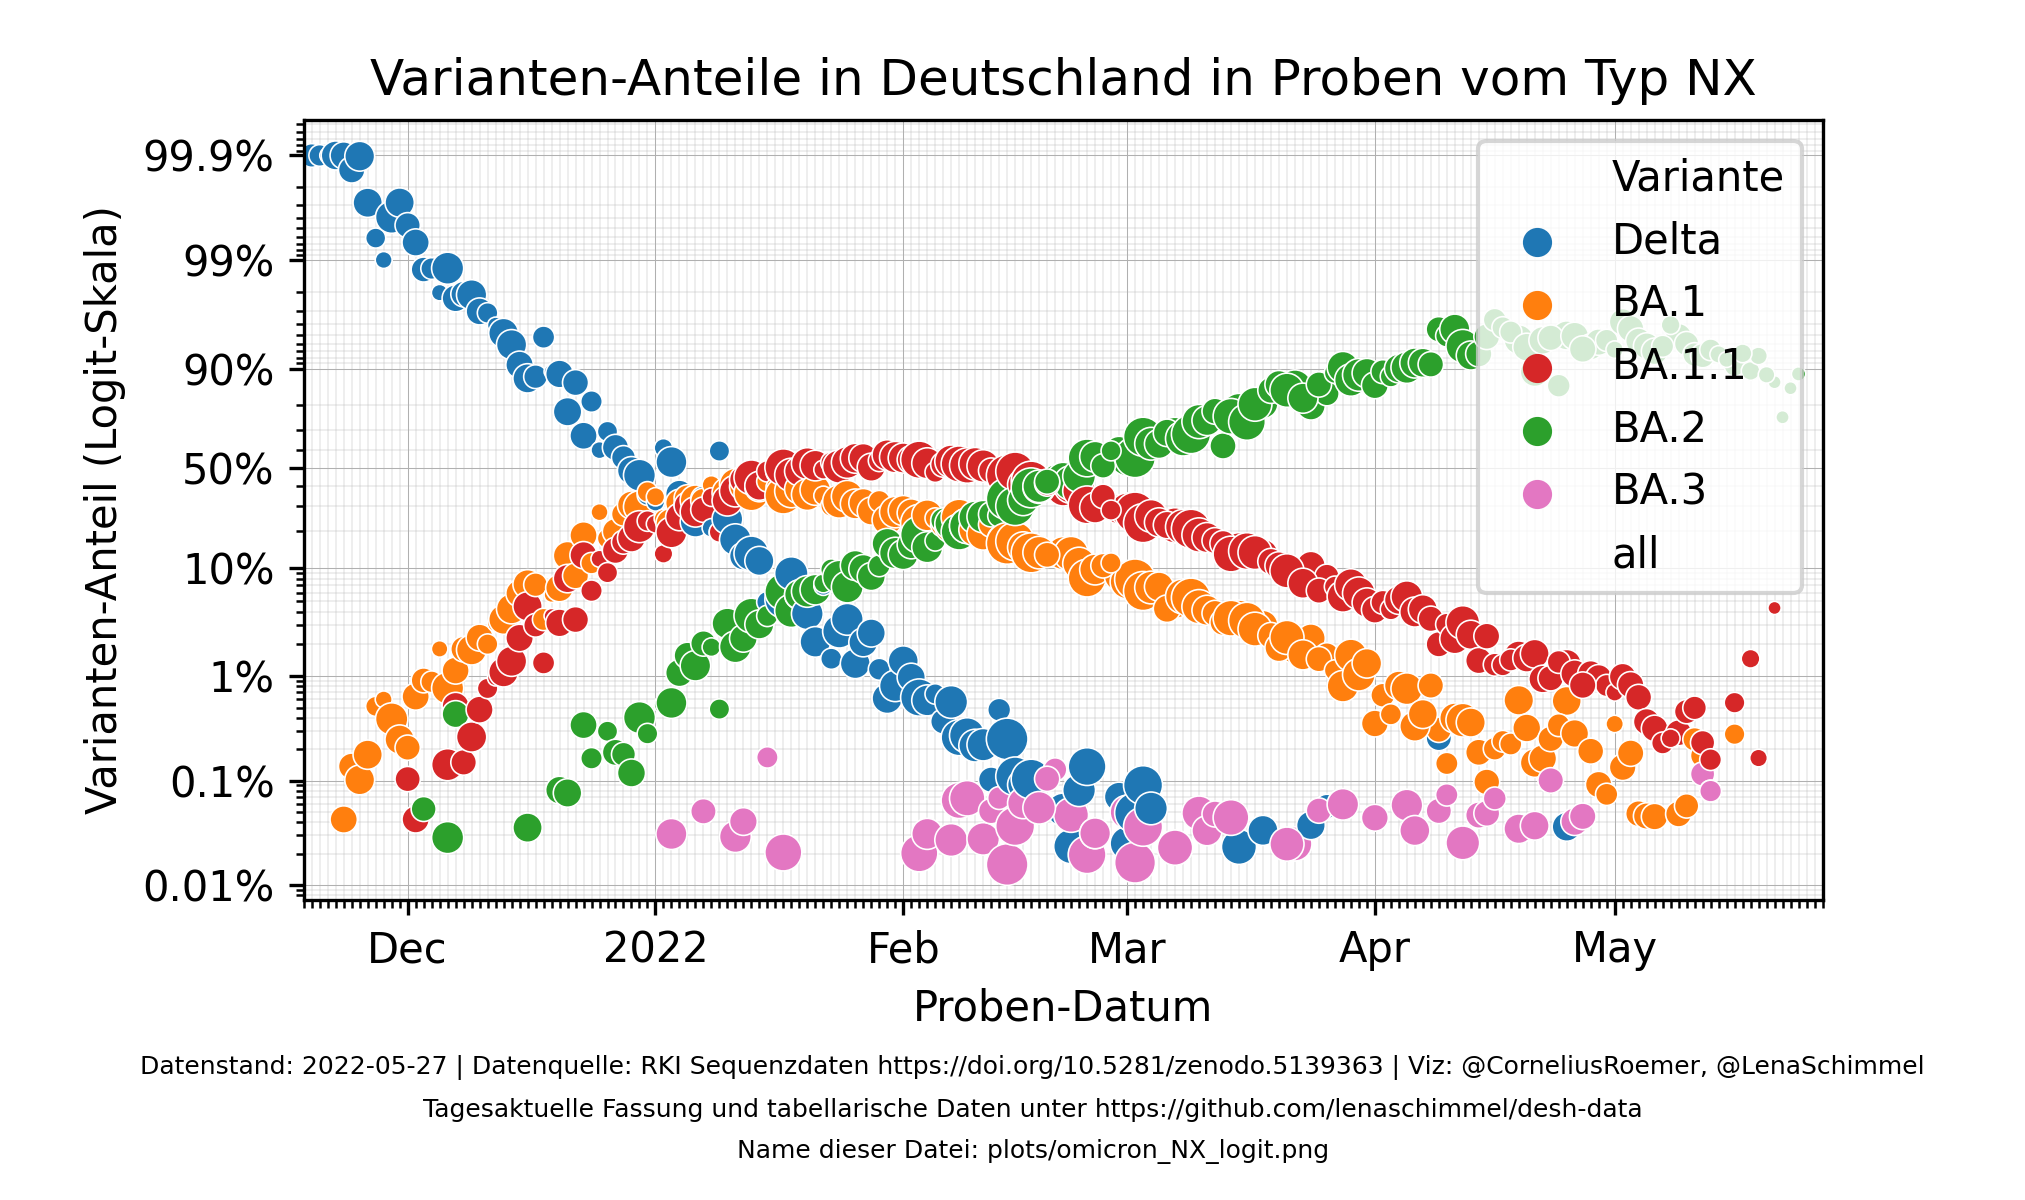 Varianten-Anteile in Deutschland in Proben vom Typ NX
Varianten-Anteil (Logit-Skala)
99.9%
99%
90%
50%
10%
1%
0.1%
0.01%
Variante
Delta
BA.1
BA.1.1
BA.2
BA.3
all
Dec
2022
Feb
Mar
Apr
May
Proben-Datum
Datenstand: 2022-05-27 | Datenquelle: RKI Sequenzdaten https://doi.org/10.5281/zenodo.5139363 | Viz: @CorneliusRoemer, @LenaSchimmel
Tagesaktuelle Fassung und tabellarische Daten unter https://github.com/lenaschimmel/desh-data
Name dieser Datei: plots/omicron_NX_logit.png